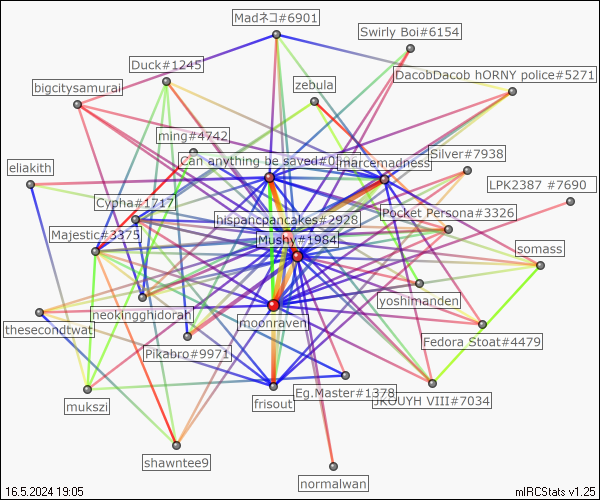 Madネコ#6901
Swirly Boi#6154
Duck#1245
DacobDacob hORNY police#5271
bigcitysamurai
zebula
ming#4742
Can anything be saved#0
marcemadness
Silver#7938
eliakith
LPK2387 #7690
Cypha#1717
hispancpancakes#2928
Pocket Persona#3326
Majestic#3375
Mushy#1984
somass
yoshimanden
neokingghidorah
moonraven
thesecondtwat
Fedora Stoat#4479
Pikabro#9971
Eg.Master#1378
JKOUYH VIII#7034
mukszi
frisout
shawntee9
normalwan
16.5.2024 19:05
mIRCStats v1.25